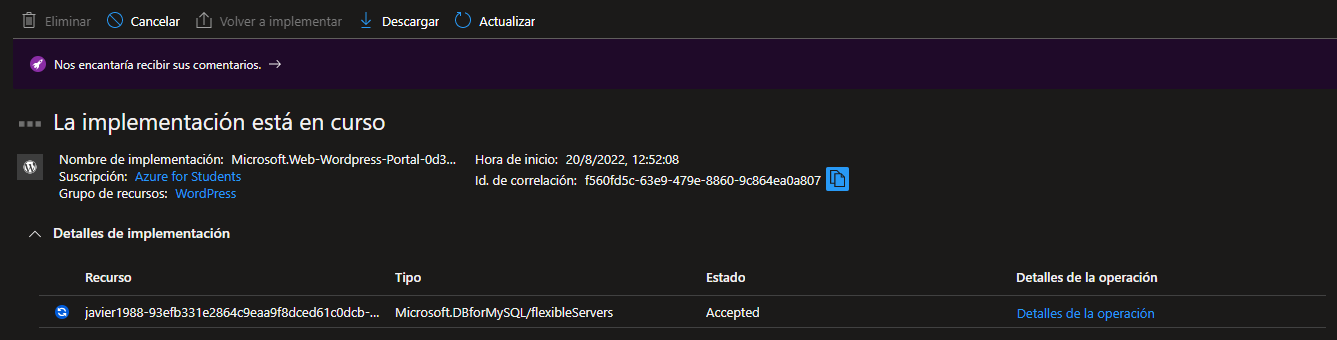 Eliminar Cancelar Volver a implementar Descargar Actualizar
Nos encantaría recibir sus comentarios. →
La implementación está en curso
Nombre de implementación: Microsoft.Web-Wordpress-Portal-0d3... Hora de inicio: 20/8/2022, 12:52:08
Suscripción: Azure for Students Id. de correlación: f560fd5c-63e9-479e-8860-9c864ea0a807
Grupo de recursos: WordPress
Detalles de implementación
Recurso Tipo Estado Detalles de la operación
javier1988-93efb331e2864c9eaa9f8dced61c0dcb-... Microsoft.DBforMySQL/flexibleServers Accepted Detalles de la operación